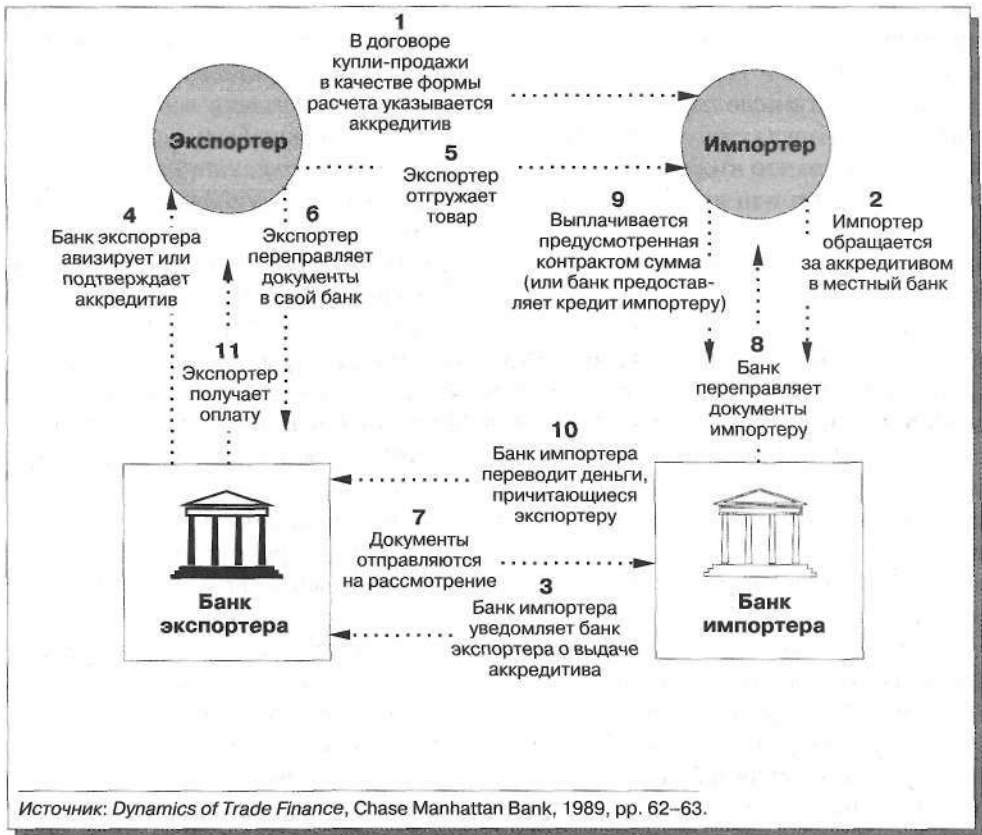 1
В договоре
купли-продажи
в качестве формы
расчета указывается
аккредитив
Экспортер
Импортер
5
Экспортер
отгружает
товар
4
Банк экспортера
авизирует или
подтверждает
аккредитив
6
Экспортер
переправляет
документы
в свой банк
9
Выплачивается
предусмотренная
контрактом сумма
(или банк предостав-
ляет кредит импортеру)
2
Импортер
обращается
за аккредитивом
в местный банк
11
Экспортер
получает
оплату
8
Банк
переправляет
документы
импортеру
10
Банк импортера
переводит деньги,
причитающиеся
экспортеру
7
Документы
отправляются
на рассмотрение
3
Банк импортера
уведомляет банк
экспортера о выдаче
аккредитива
Банк
экспортера
Банк
импортера
Источник: Dynamics of Trade Finance, Chase Manhattan Bank, 1989, pp. 62–63.